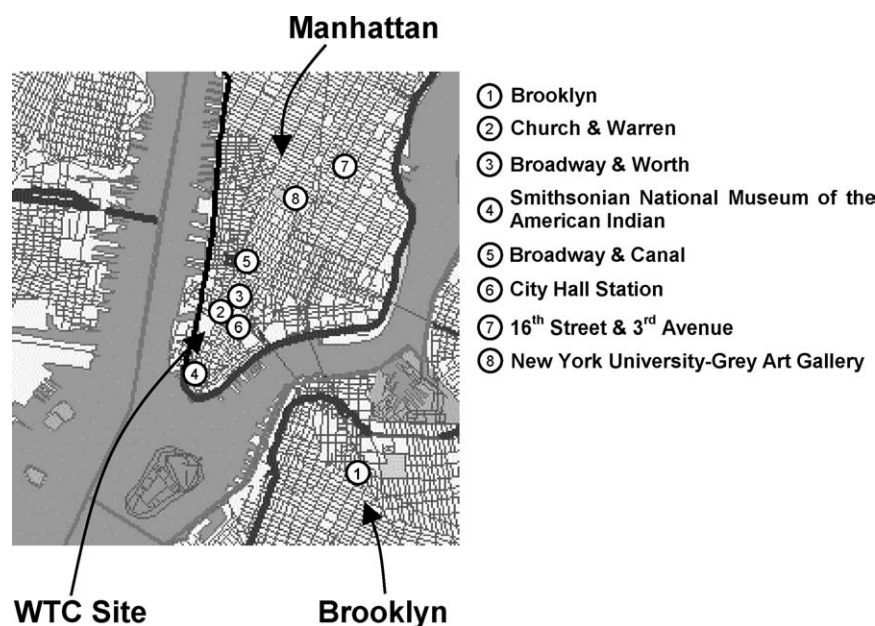 Manhattan
7
8
5
3
2
6
4
1
WTC Site
Brooklyn
1 Brooklyn
2 Church & Warren
3 Broadway & Worth
4 Smithsonian National Museum of the
American Indian
5 Broadway & Canal
6 City Hall Station
7 16th Street & 3rd Avenue
8 New York University-Grey Art Gallery